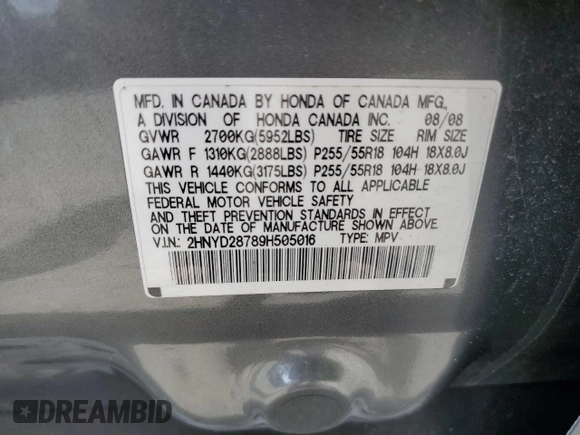 MFD. IN CANADA BY HONDA OF CANADA MFG.,
A DIVISION OF HONDA CANADA INC. 08/08
GVWR 2700KG(5952LBS) TIRE SIZE RIM SIZE
GAWR F 1310KG(2888LBS) P255/55R18 104H 18X8.0J
GAWR R 1440KG(3175LBS) P255/55R18 104H 18X8.0J
THIS VEHICLE CONFORMS TO ALL APPLICABLE
FEDERAL MOTOR VEHICLE SAFETY
AND THEFT PREVENTION STANDARDS IN EFFECT ON THE
DATE OF MANUFACTURE SHOWN ABOVE.
V.I.N.: 2HNYD28789H505016 TYPE: MPV
DREAMBID